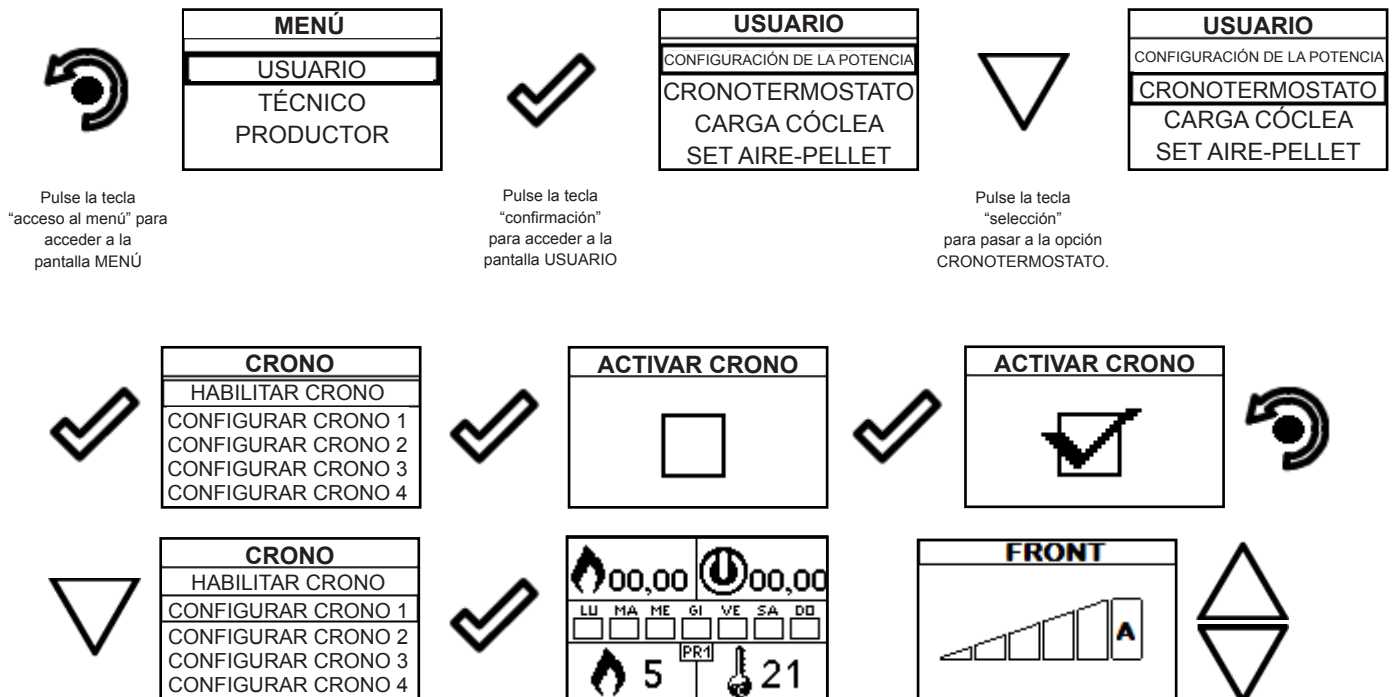 MENÚ
USUARIO
TÉCNICO
PRODUCTOR
USUARIO
CONFIGURACIÓN DE LA POTENCIA
CRONOTERMOSTATO
CARGA CÓCLEA
SET AIRE-PELLET
USUARIO
CONFIGURACIÓN DE LA POTENCIA
CRONOTERMOSTATO
CARGA CÓCLEA
SET AIRE-PELLET
Pulse la tecla
“acceso al menú” para
acceder a la
pantalla MENÚ
Pulse la tecla
“confirmación”
para acceder a la
pantalla USUARIO
Pulse la tecla
“selección”
para pasar a la opción
CRONOTERMOSTATO.
CRONO
HABILITAR CRONO
CONFIGURAR CRONO 1
CONFIGURAR CRONO 2
CONFIGURAR CRONO 3
CONFIGURAR CRONO 4
ACTIVAR CRONO
ACTIVAR CRONO
CRONO
HABILITAR CRONO
CONFIGURAR CRONO 1
CONFIGURAR CRONO 2
CONFIGURAR CRONO 3
CONFIGURAR CRONO 4
00,00 00,00
LU MA ME GI VE SA DO
PR1
5 21
FRONT
A